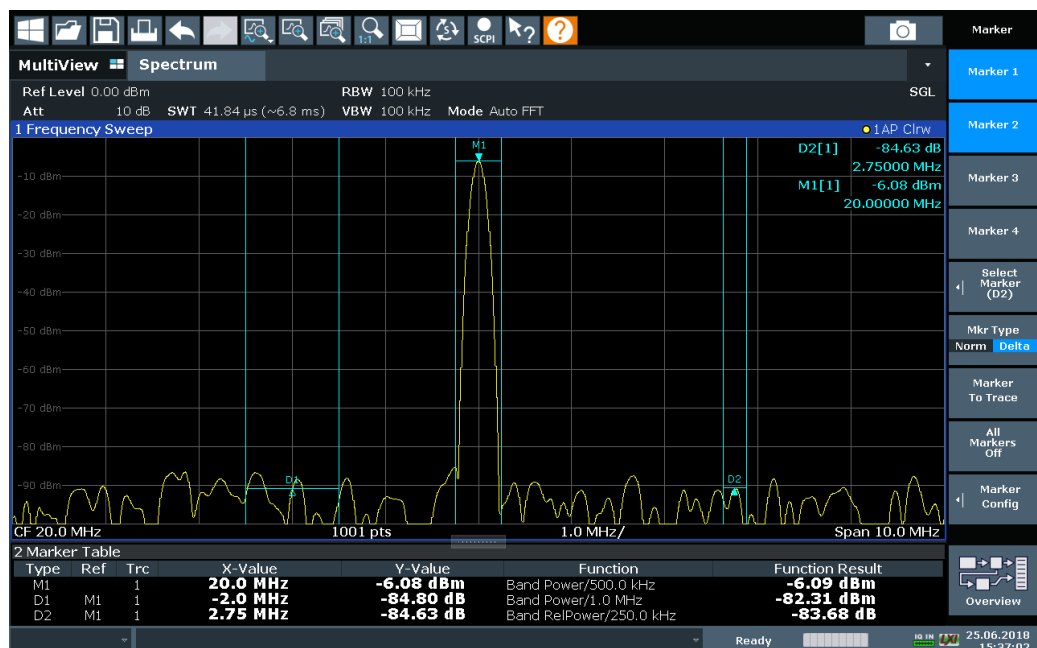 1:1
SCPI
?
?
Marker
MultiView Spectrum
Marker 1
Ref Level 0.00 dBm RBW 100 kHz SGL
Att 10 dB SWT 41.84 µs (~6.8 ms) VBW 100 kHz Mode Auto FFT
1 Frequency Sweep 1AP Clrw
Marker 2
M1
D2[1] -84.63 dB
2.75000 MHz
M1[1] -6.08 dBm
20.00000 MHz
-10 dBm
-20 dBm
-30 dBm
-40 dBm
-50 dBm
-60 dBm
-70 dBm
-80 dBm
-90 dBm
D1
D2
CF 20.0 MHz 1001 pts 1.0 MHz/ Span 10.0 MHz
Marker 3
Marker 4
Select
Marker
(D2)
Mkr Type
Norm Delta
Marker
To Trace
All
Markers
Off
Marker
Config
Overview
2 Marker Table
Type Ref Trc X-Value Y-Value Function Function Result
M1 1 20.0 MHz -6.08 dBm Band Power/500.0 kHz -6.09 dBm
D1 M1 1 -2.0 MHz -84.80 dB Band Power/1.0 MHz -82.31 dBm
D2 M1 1 2.75 MHz -84.63 dB Band RelPower/250.0 kHz -83.68 dB
Ready IQ IN LXI 25.06.2018
15:37:02